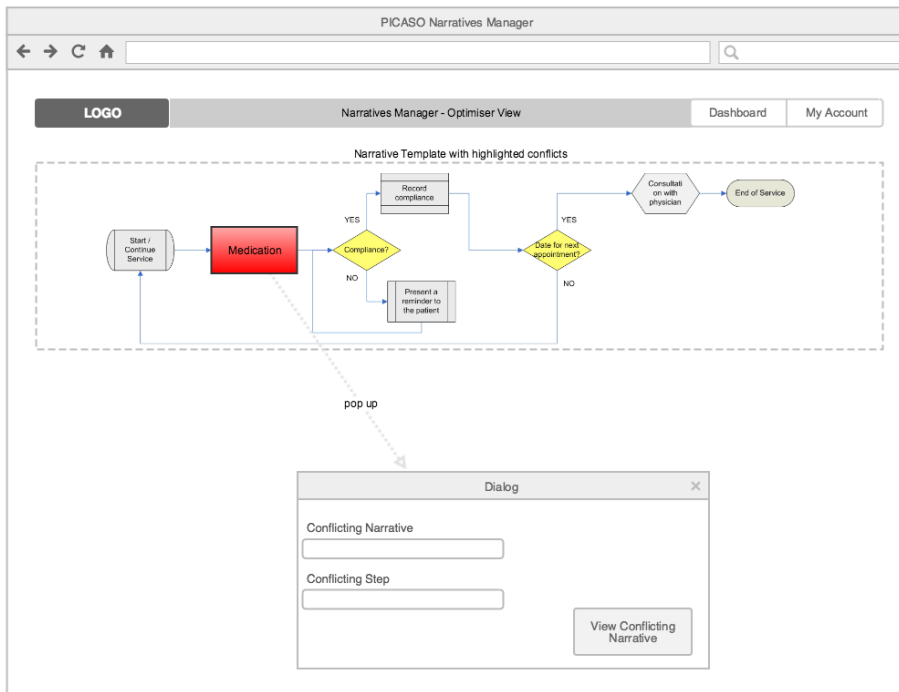 PICASO Narratives Manager
LOGO
Narratives Manager - Optimiser View
Dashboard
My Account
Narrative Template with highlighted conflicts
Start /
Continue
Service
Medication
YES
Compliance?
NO
Record
compliance
Present a
reminder to
the patient
YES
Date for next
appointment?
NO
Consultati
on with
physician
End of Service
pop up
Dialog
Conflicting Narrative
Conflicting Step
View Conflicting
Narrative